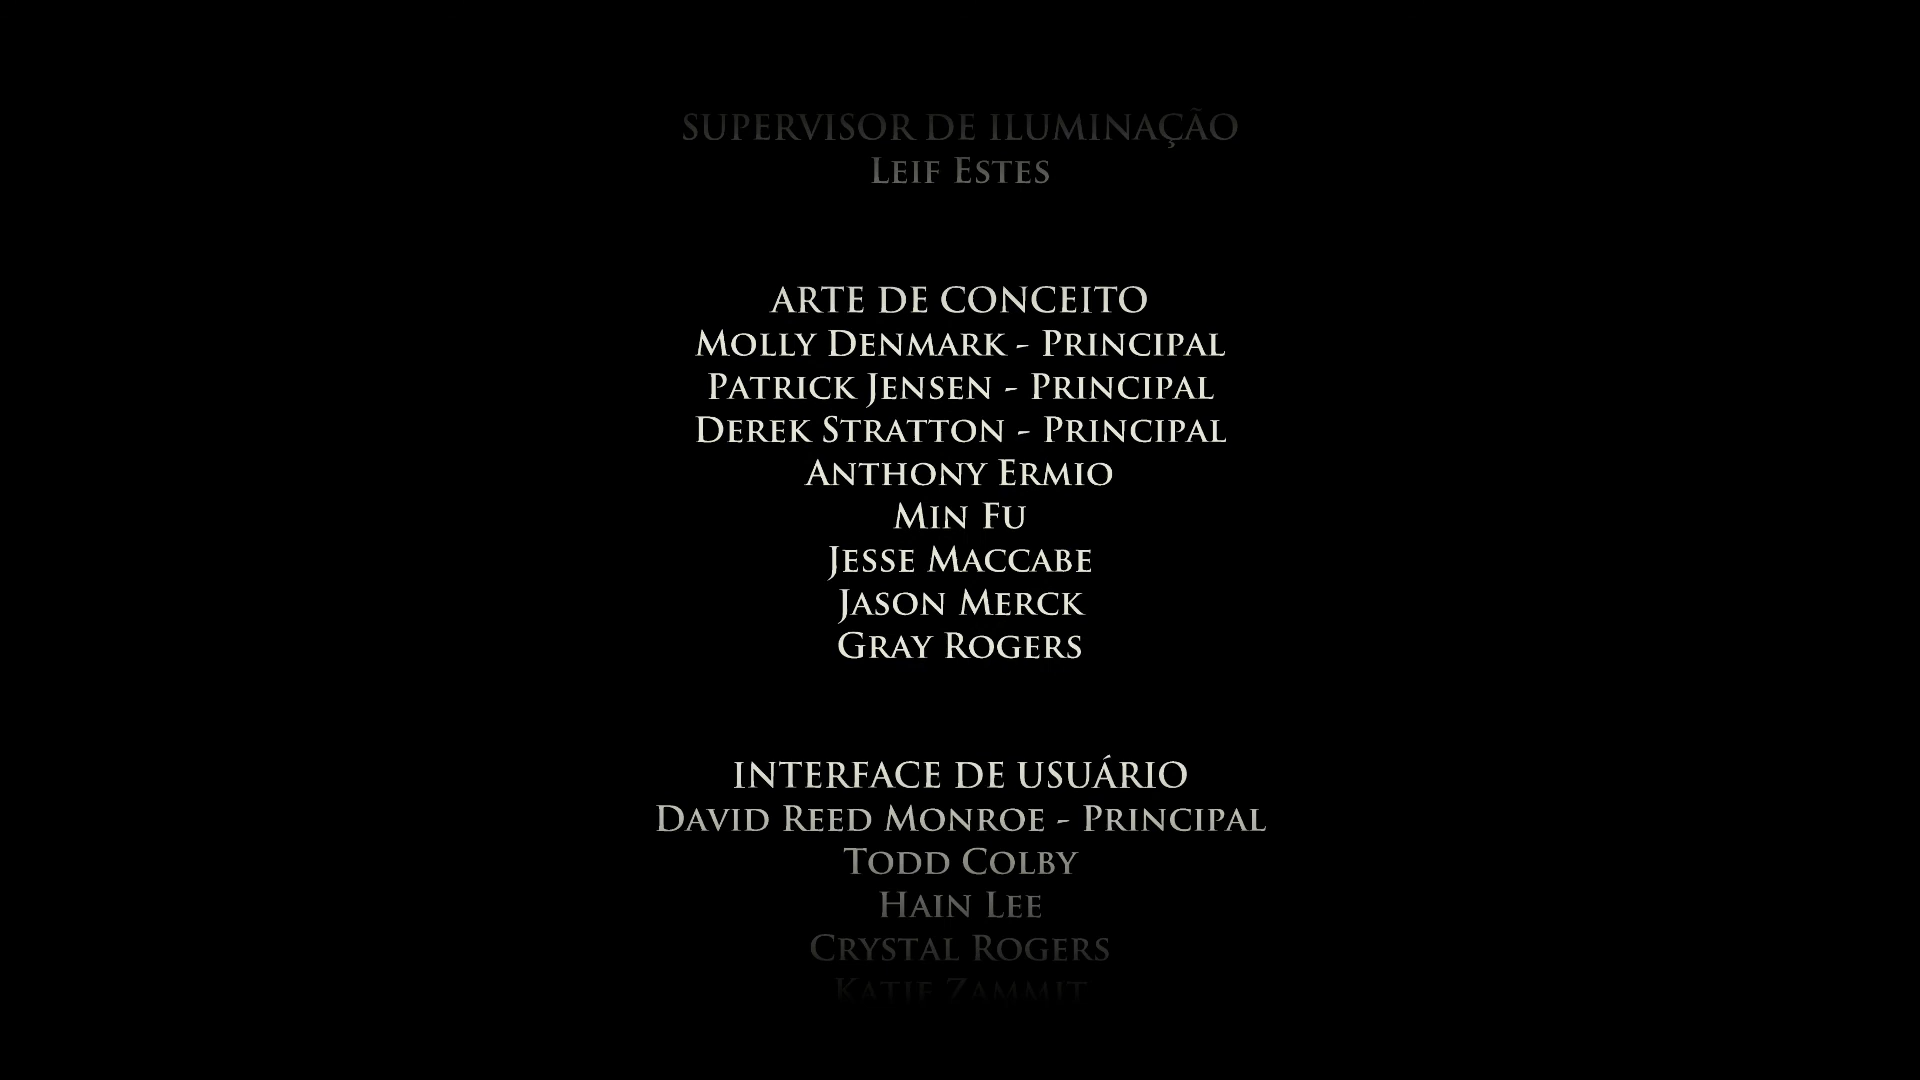 SUPERVISOR DE ILUMINAÇÃO
Leif Estes
ARTE DE CONCEITO
Molly Denmark - Principal
Patrick Jensen - Principal
Derek Stratton - Principal
Anthony Ermio
Min Fu
Jesse Maccabe
Jason Merck
Gray Rogers
INTERFACE DE USUÁRIO
David Reed Monroe - Principal
Todd Colby
Hain Lee
Crystal Rogers
Katie Zammit